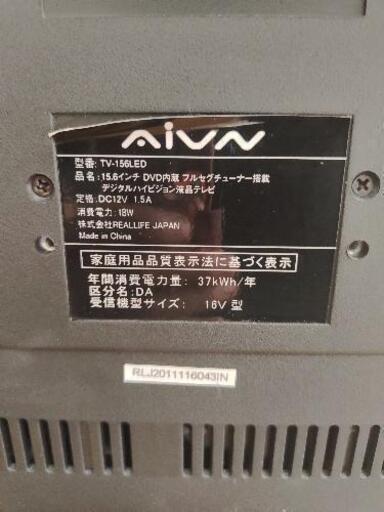 AiVN
型番: TV-156LED
品名: 15.6インチ DVD内蔵 フルセグチューナー搭載
デジタルハイビジョン液晶テレビ
定格:DC12V 1.5A
消費電力: 18W
株式会社REALLIFE JAPAN
Made in China
家庭用品品質表示法に基づく表示
年間消費電力量: 37kWh/年
区分名:DA
受信機型サイズ: 16V 型
RLJ2011116043IN